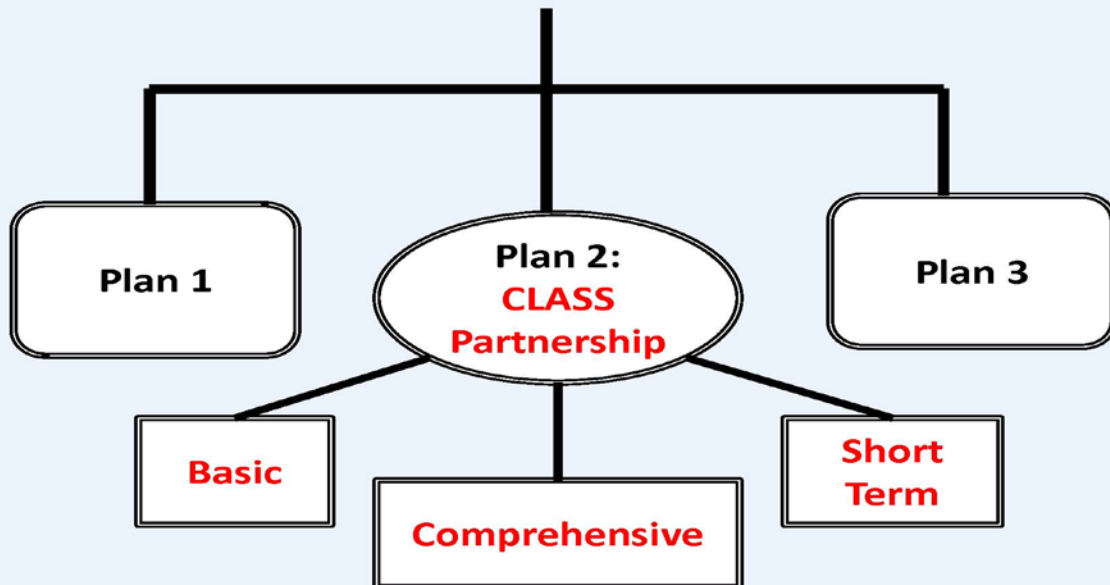 Plan 1
Plan 2:
CLASS
Partnership
Plan 3
Basic
Comprehensive
Short
Term